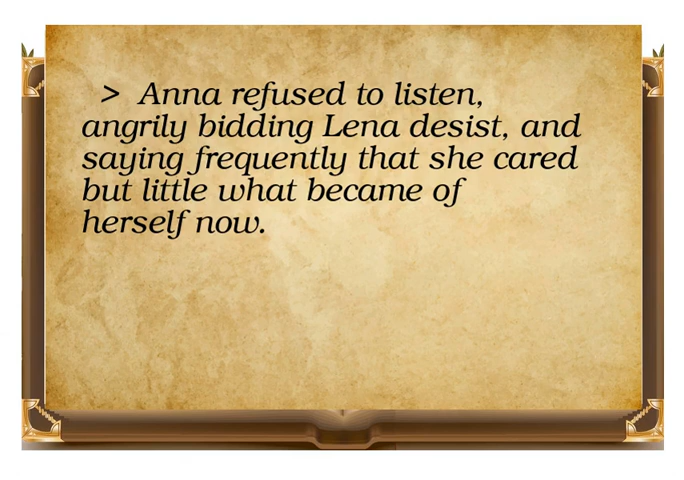 > Anna refused to listen,
angrily bidding Lena desist, and
saying frequently that she cared
but little what became of
herself now.